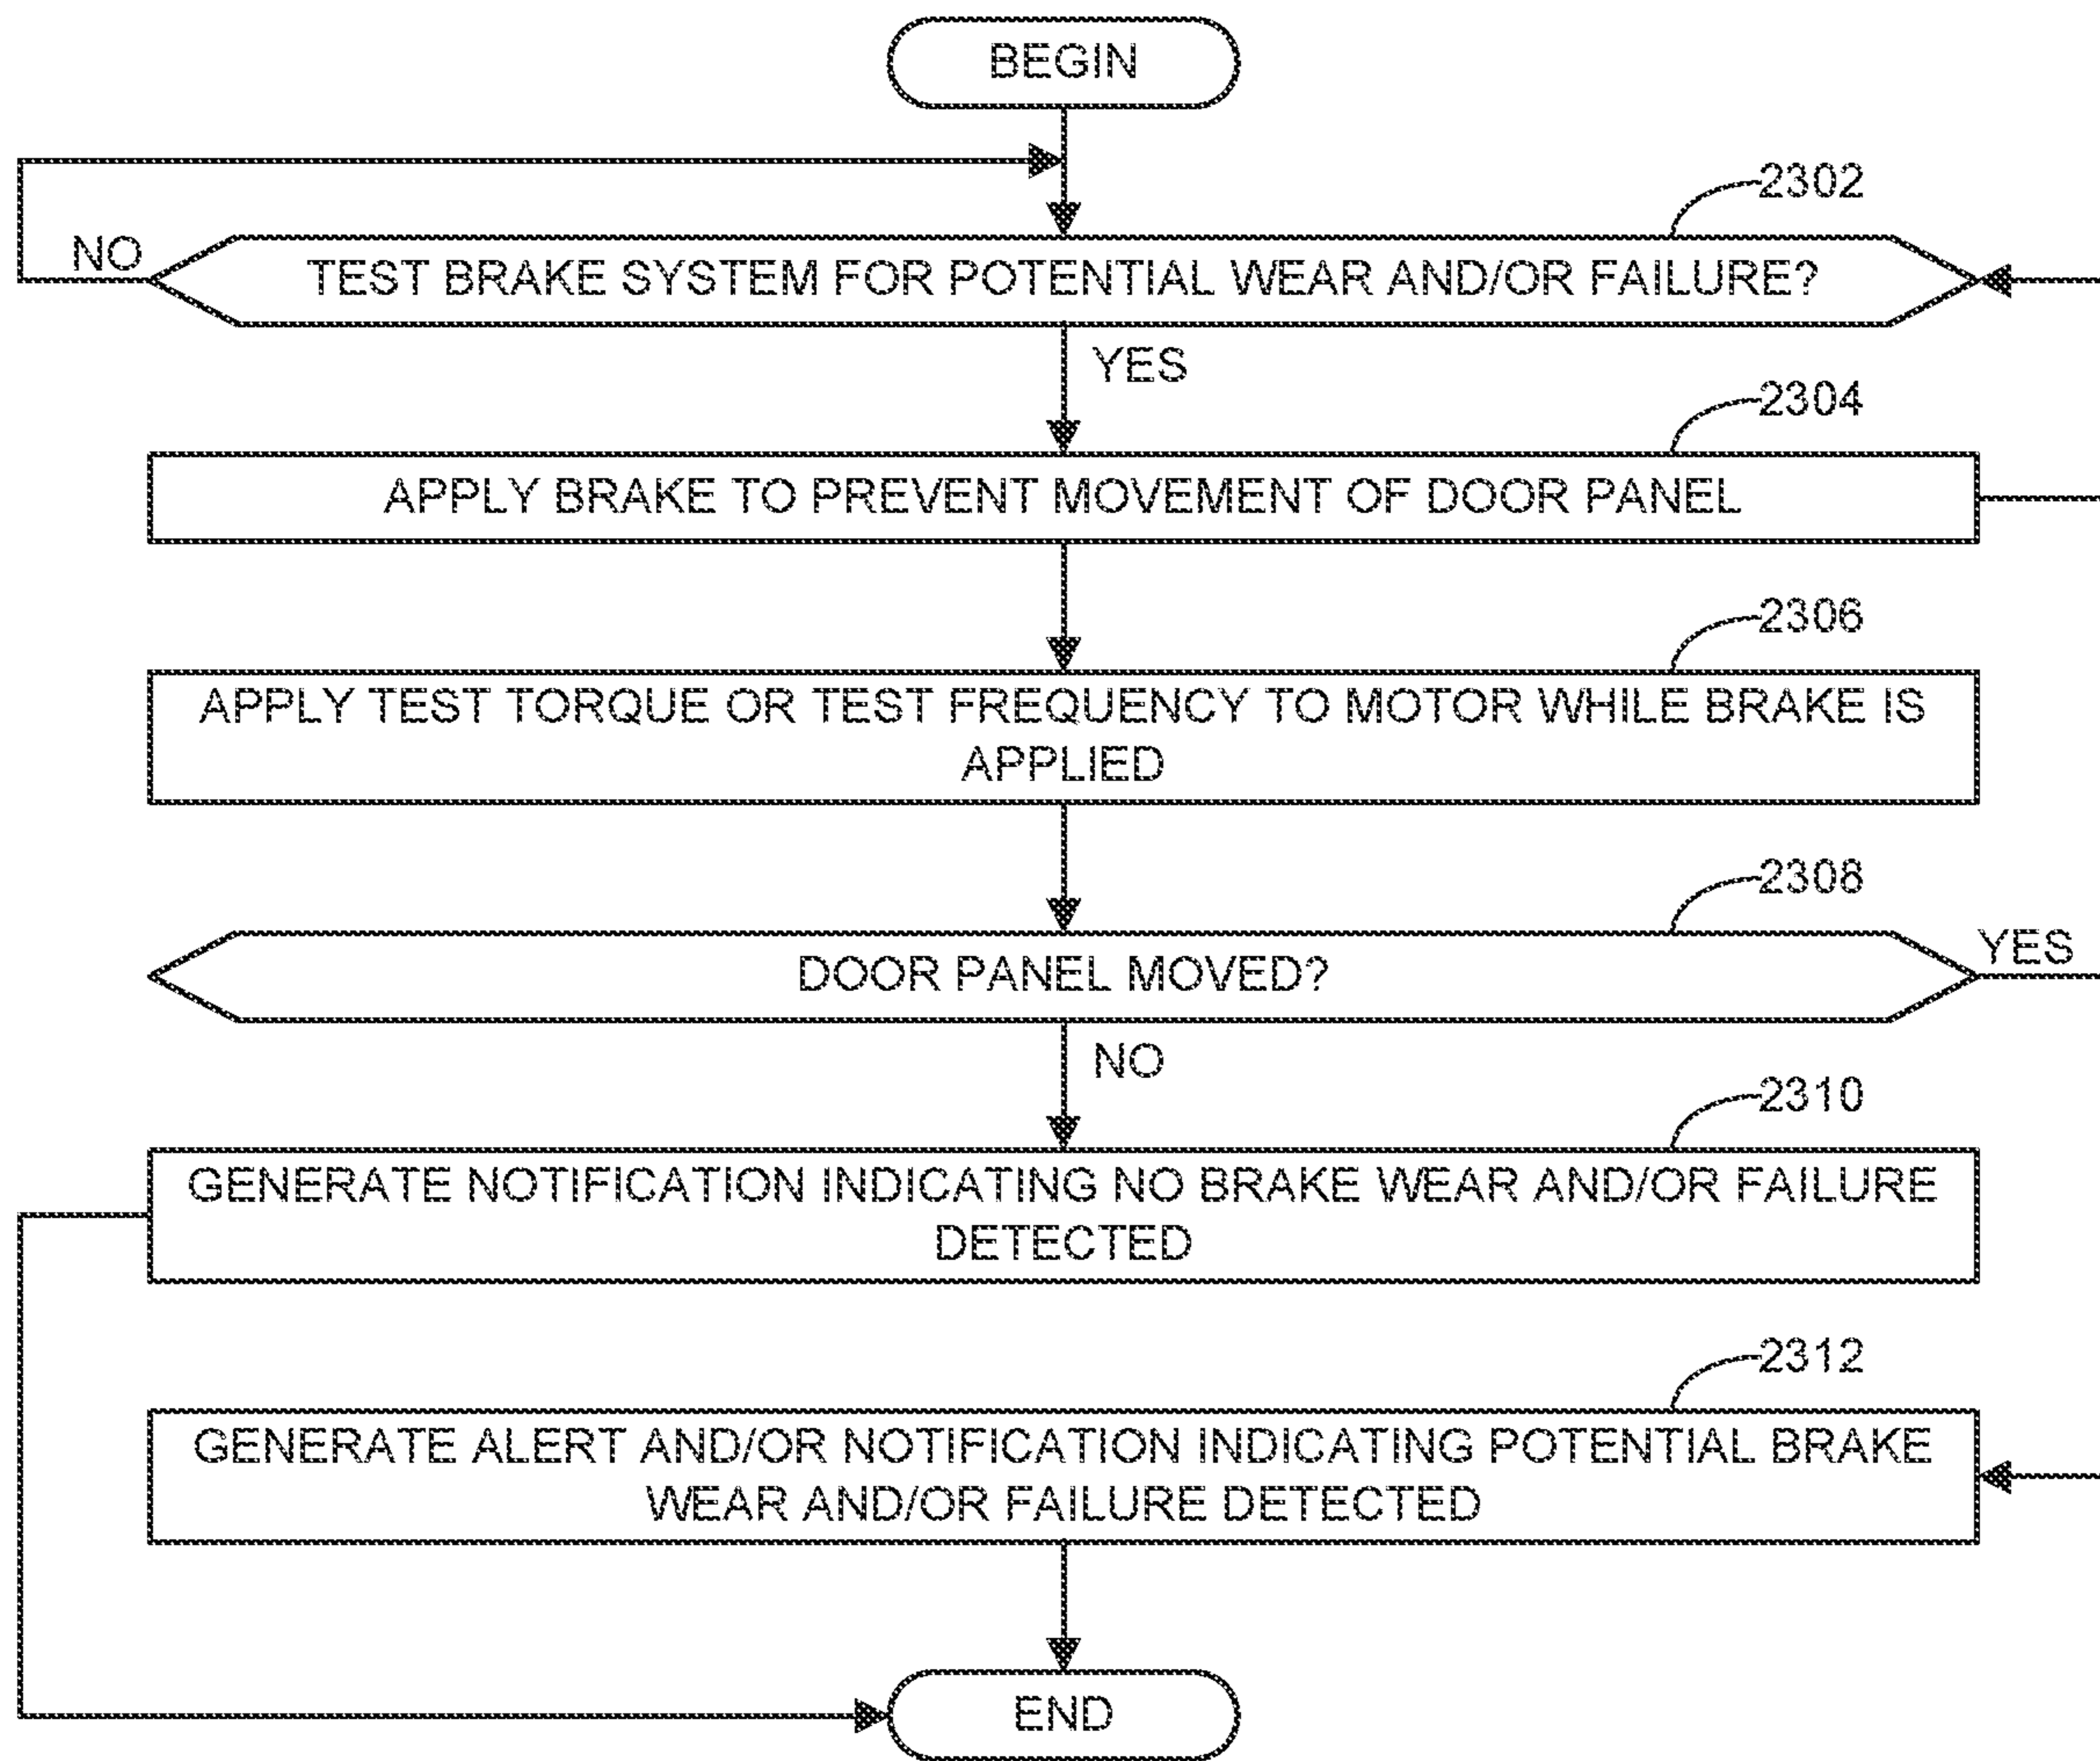 BEGIN
2302
NO
TEST BRAKE SYSTEM FOR POTENTIAL WEAR AND/OR FAILURE?
YES
2304
APPLY BRAKE TO PREVENT MOVEMENT OF DOOR PANEL
2306
APPLY TEST TORQUE OR TEST FREQUENCY TO MOTOR WHILE BRAKE IS
APPLIED
2308
DOOR PANEL MOVED?
YES
NO
2310
GENERATE NOTIFICATION INDICATING NO BRAKE WEAR AND/OR FAILURE
DETECTED
2312
GENERATE ALERT AND/OR NOTIFICATION INDICATING POTENTIAL BRAKE
WEAR AND/OR FAILURE DETECTED
END